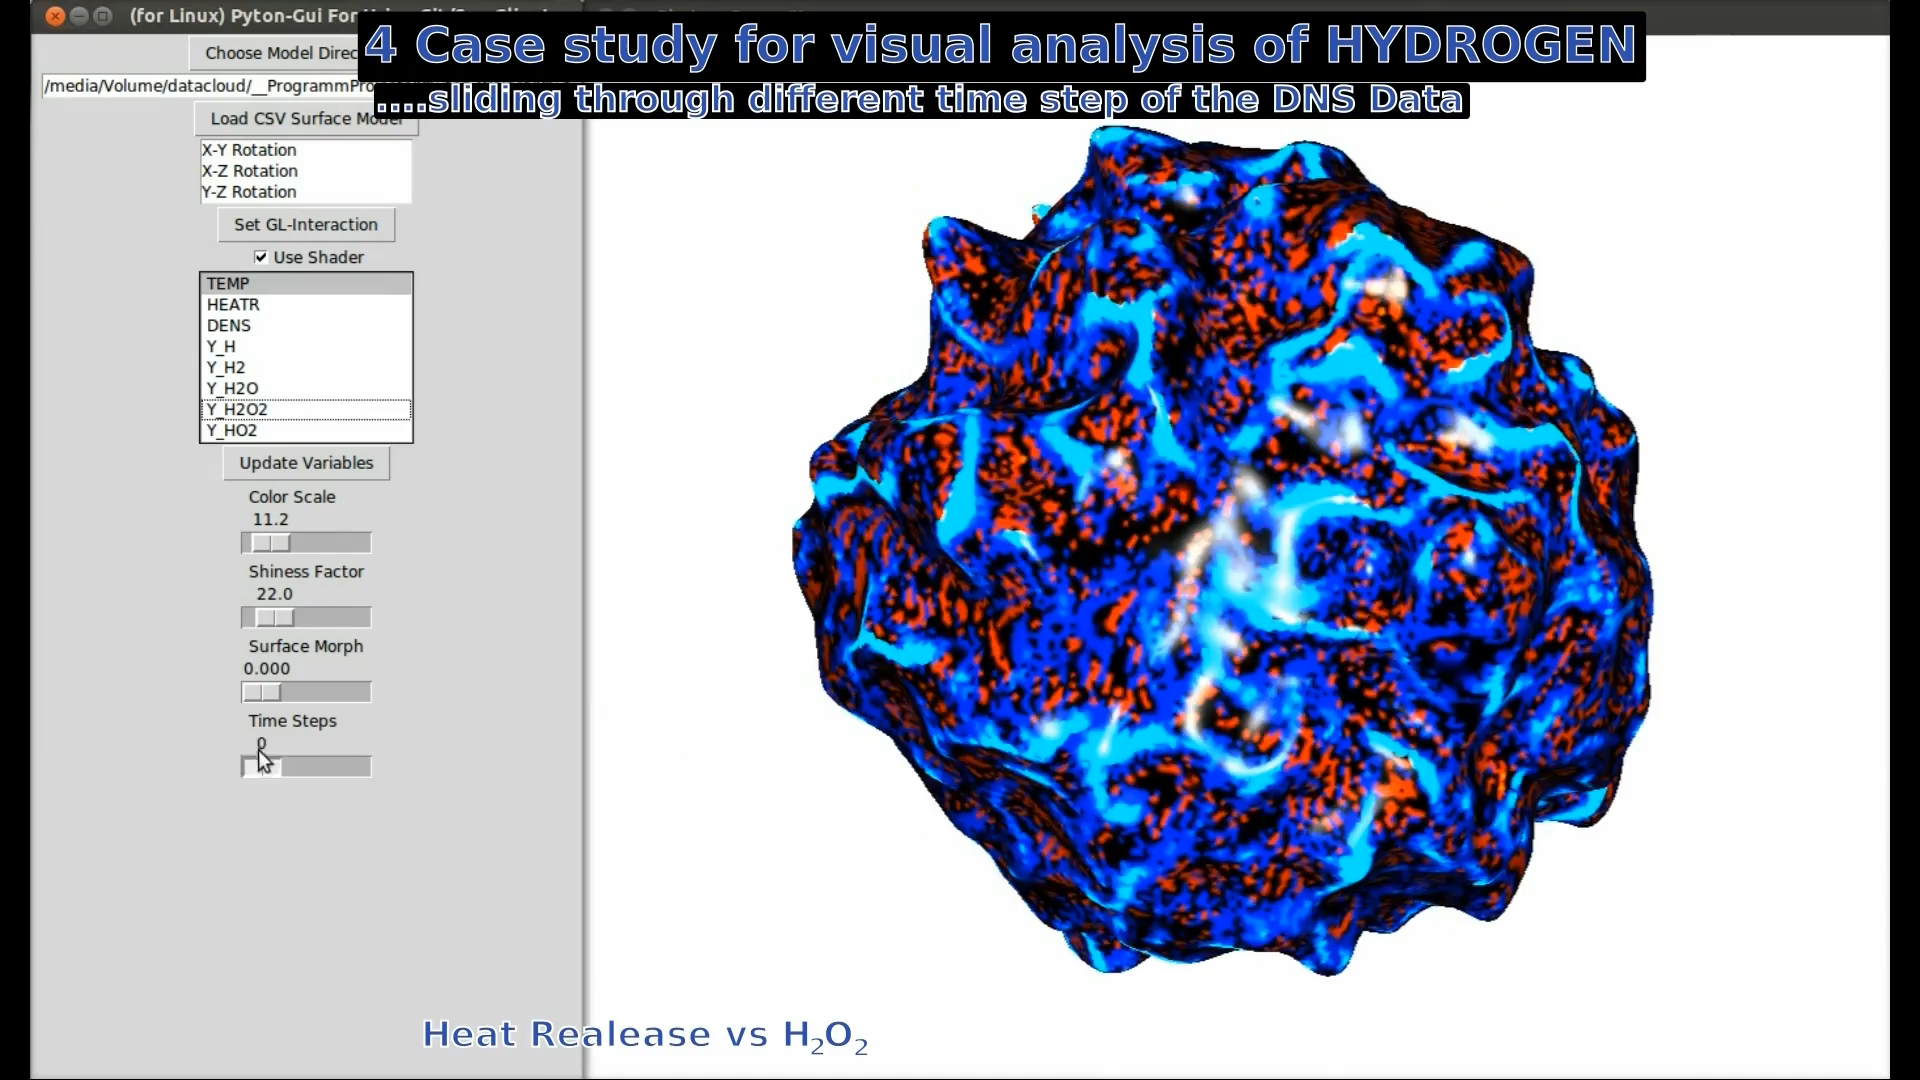 (for Linux) Pyton-Gui For
4 Case study for visual analysis of HYDROGEN
....sliding through different time step of the DNS Data
Choose Model Direc
/media/Volume/datacloud/__ProgrammPro
Load CSV Surface Model
X-Y Rotation
X-Z Rotation
Y-Z Rotation
Set GL-Interaction
Use Shader
TEMP
HEATR
DENS
Y_H
Y_H2
Y_H2O
Y_H2O2
Y_HO2
Update Variables
Color Scale
11.2
Shiness Factor
22.0
Surface Morph
0.000
Time Steps
0
Heat Realease vs H₂O₂